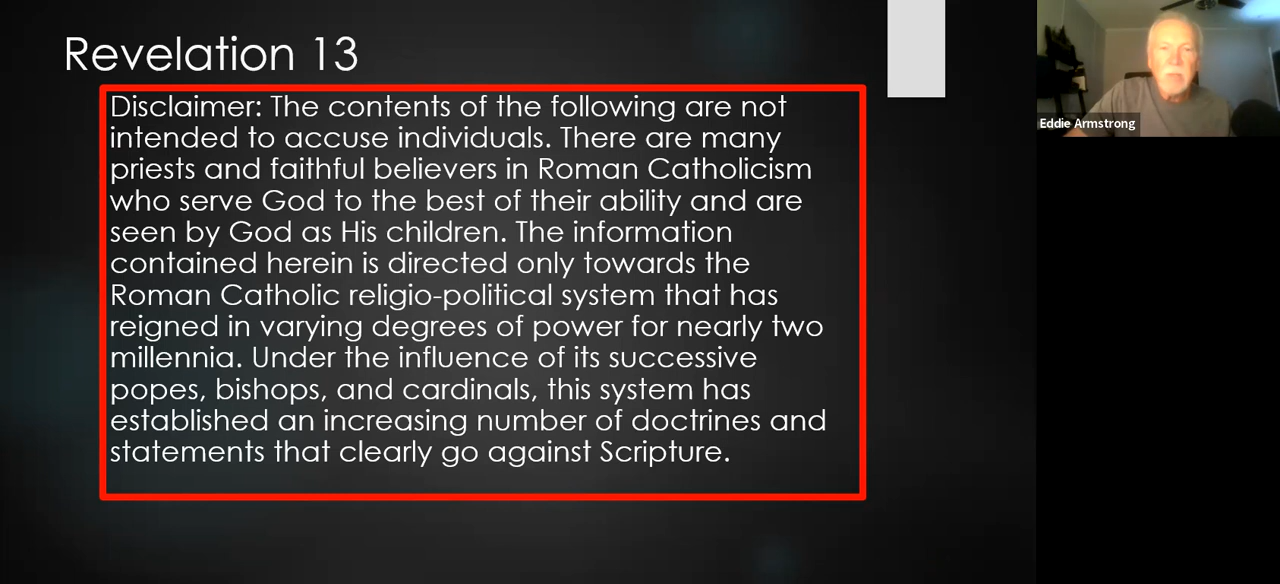 Revelation 13
Disclaimer: The contents of the following are not
intended to accuse individuals. There are many
priests and faithful believers in Roman Catholicism
who serve God to the best of their ability and are
seen by God as His children. The information
contained herein is directed only towards the
Roman Catholic religio-political system that has
reigned in varying degrees of power for nearly two
millennia. Under the influence of its successive
popes, bishops, and cardinals, this system has
established an increasing number of doctrines and
statements that clearly go against Scripture.
Eddie Armstrong